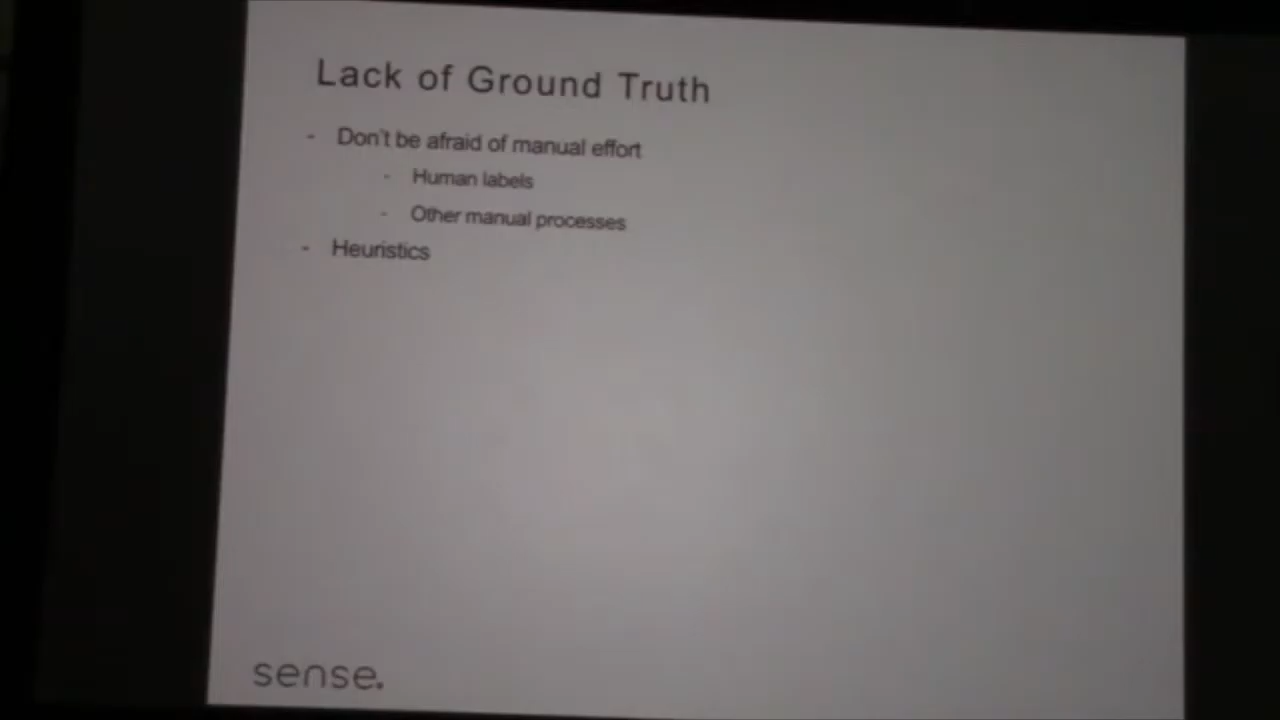 Lack of Ground Truth
- Don't be afraid of manual effort
- Human labels
- Other manual processes
- Heuristics
sense.